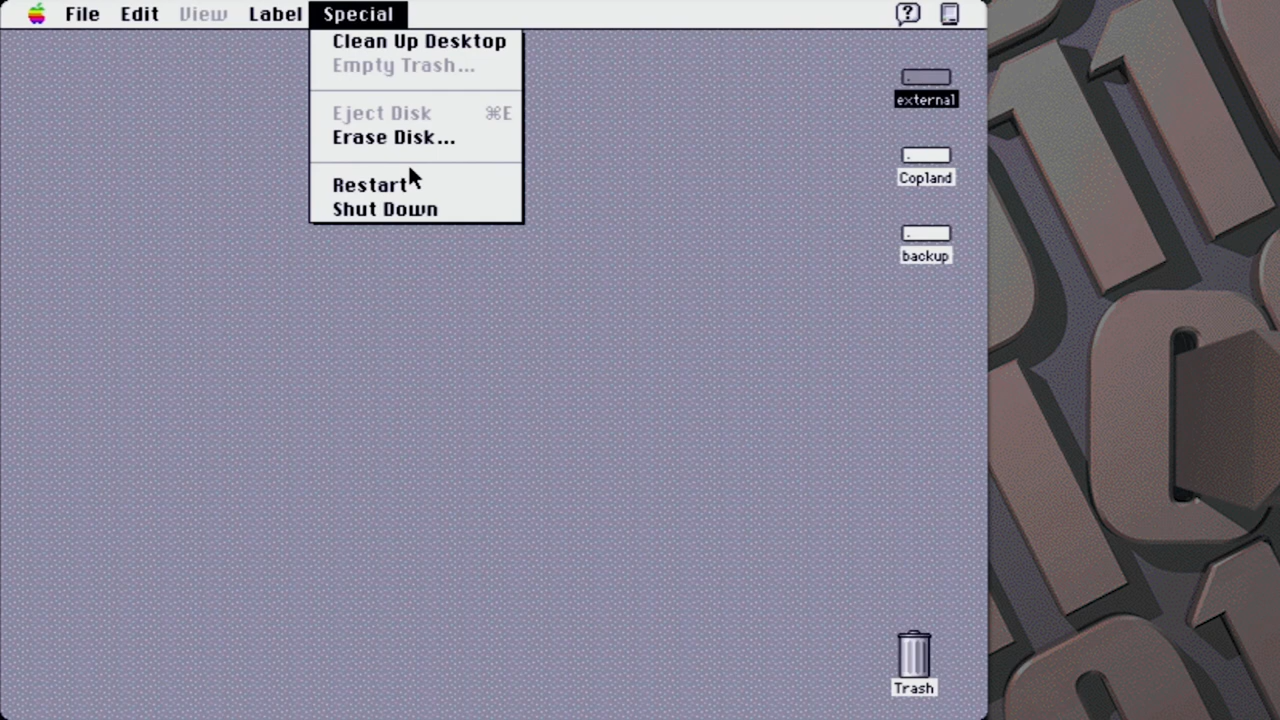 File Edit View Label Special
Clean Up Desktop
Empty Trash...
Eject Disk ⌘E
Erase Disk...
Restart
Shut Down
external
Copland
backup
Trash